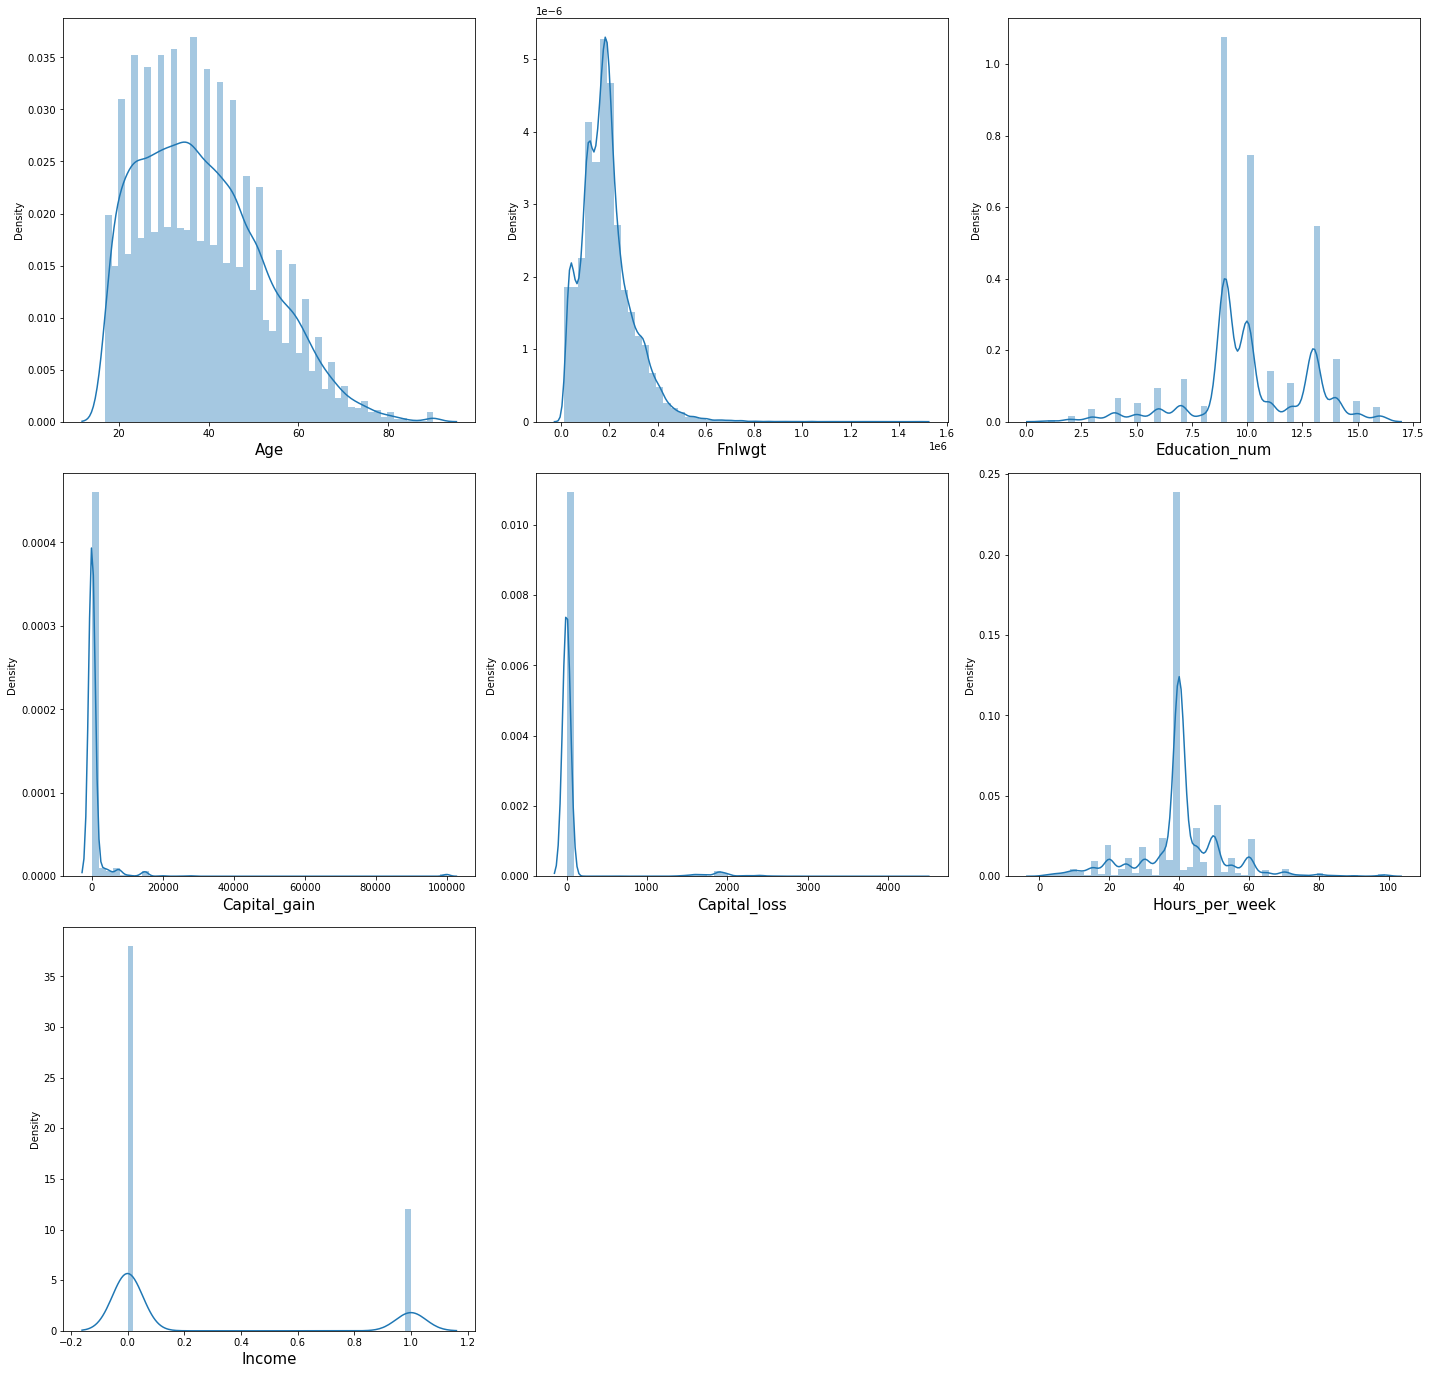 1e−6
0.035
0.030
0.025
0.020
0.015
0.010
0.005
0.000
Density
20 40 60 80
Age
5
4
3
2
1
0
Density
0.0 0.2 0.4 0.6 0.8 1.0 1.2 1.4 1.6
1e6
Fnlwgt
1.0
0.8
0.6
0.4
0.2
0.0
Density
0.0 2.5 5.0 7.5 10.0 12.5 15.0 17.5
Education_num
0.0004
0.0003
0.0002
0.0001
0.0000
Density
0 20000 40000 60000 80000 100000
Capital_gain
0.010
0.008
0.006
0.004
0.002
0.000
Density
0 1000 2000 3000 4000
Capital_loss
0.25
0.20
0.15
0.10
0.05
0.00
Density
0 20 40 60 80 100
Hours_per_week
35
30
25
20
15
10
5
0
Density
−0.2 0.0 0.2 0.4 0.6 0.8 1.0 1.2
Income